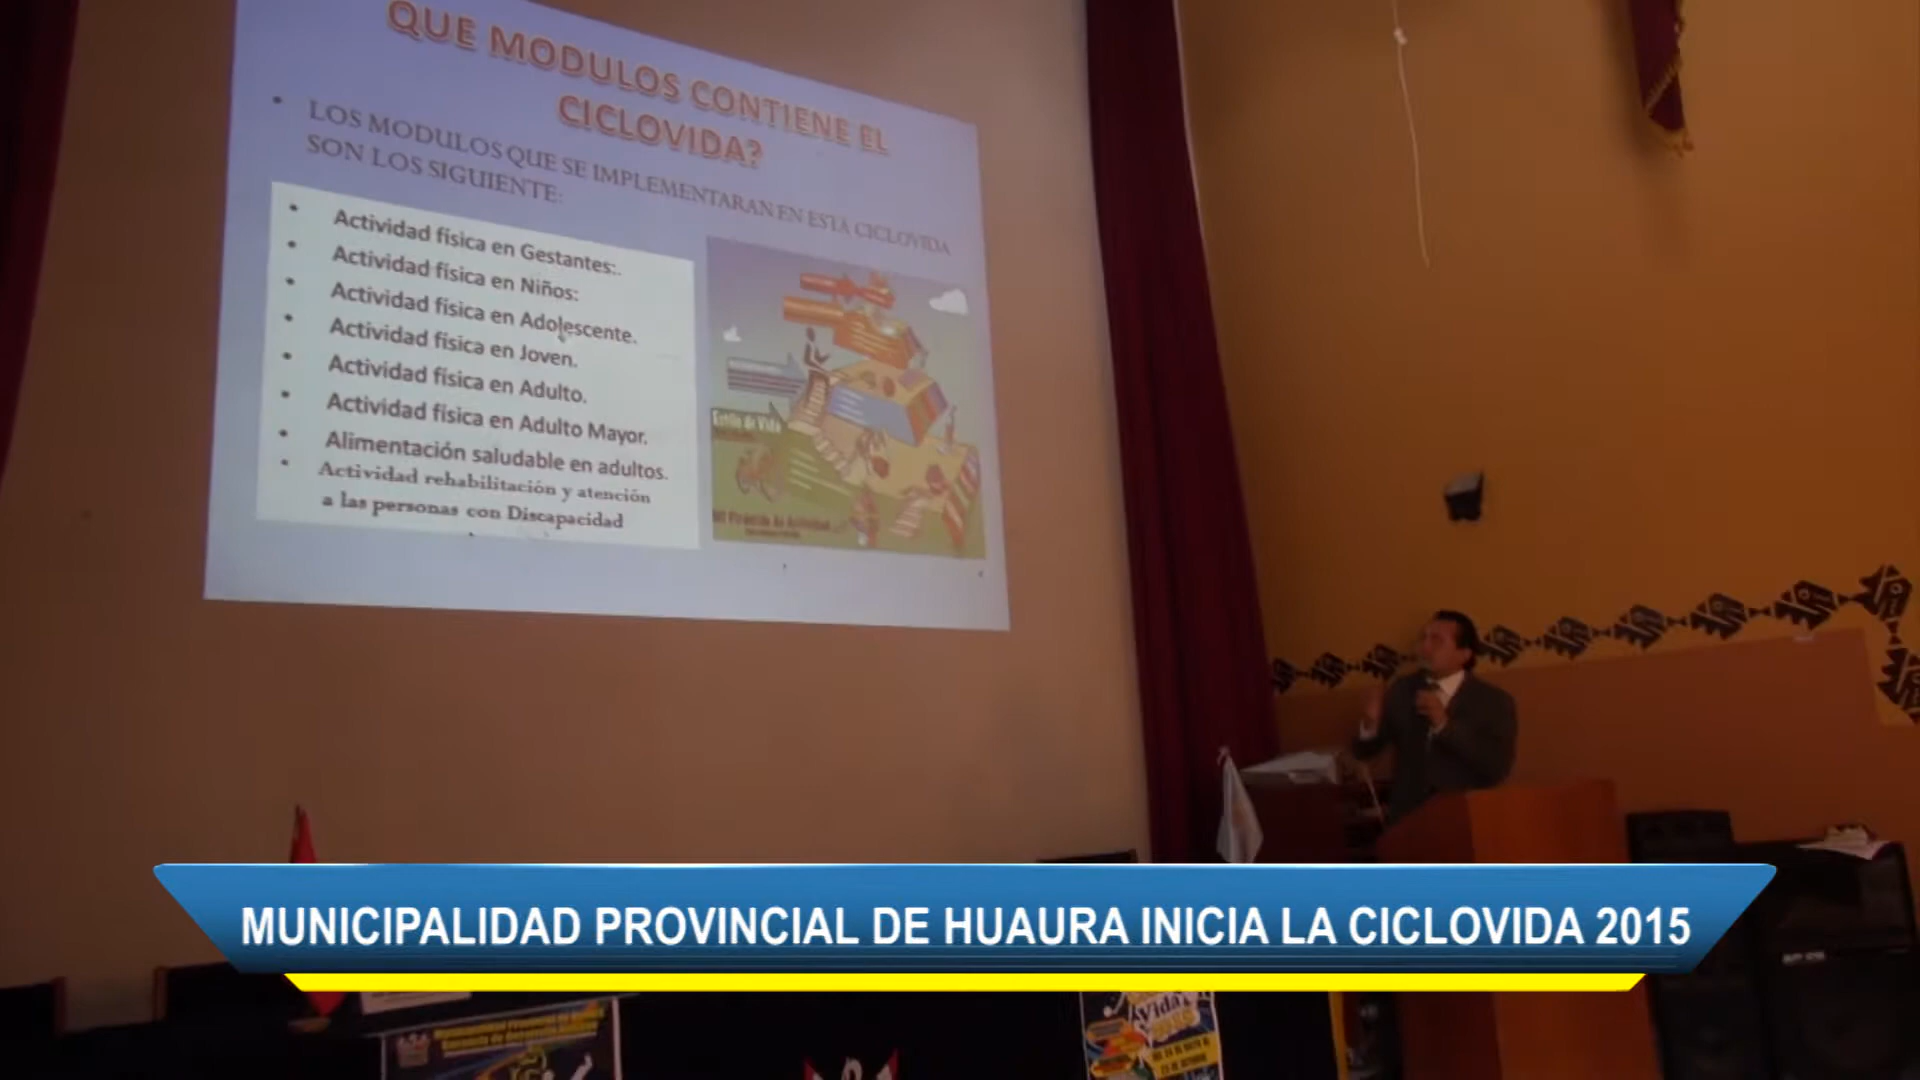 QUE MODULOS CONTIENE EL
CICLOVIDA?
• LOS MODULOS QUE SE IMPLEMENTARAN EN ESTA CICLOVIDA
SON LOS SIGUIENTE:
• Actividad física en Gestantes:.
• Actividad física en Niños:
• Actividad física en Adolescente.
• Actividad física en Joven.
• Actividad física en Adulto.
• Actividad física en Adulto Mayor.
• Alimentación saludable en adultos.
• Actividad rehabilitación y atención
a las personas con Discapacidad
Estilo de Vida
MUNICIPALIDAD PROVINCIAL DE HUAURA INICIA LA CICLOVIDA 2015
Vida